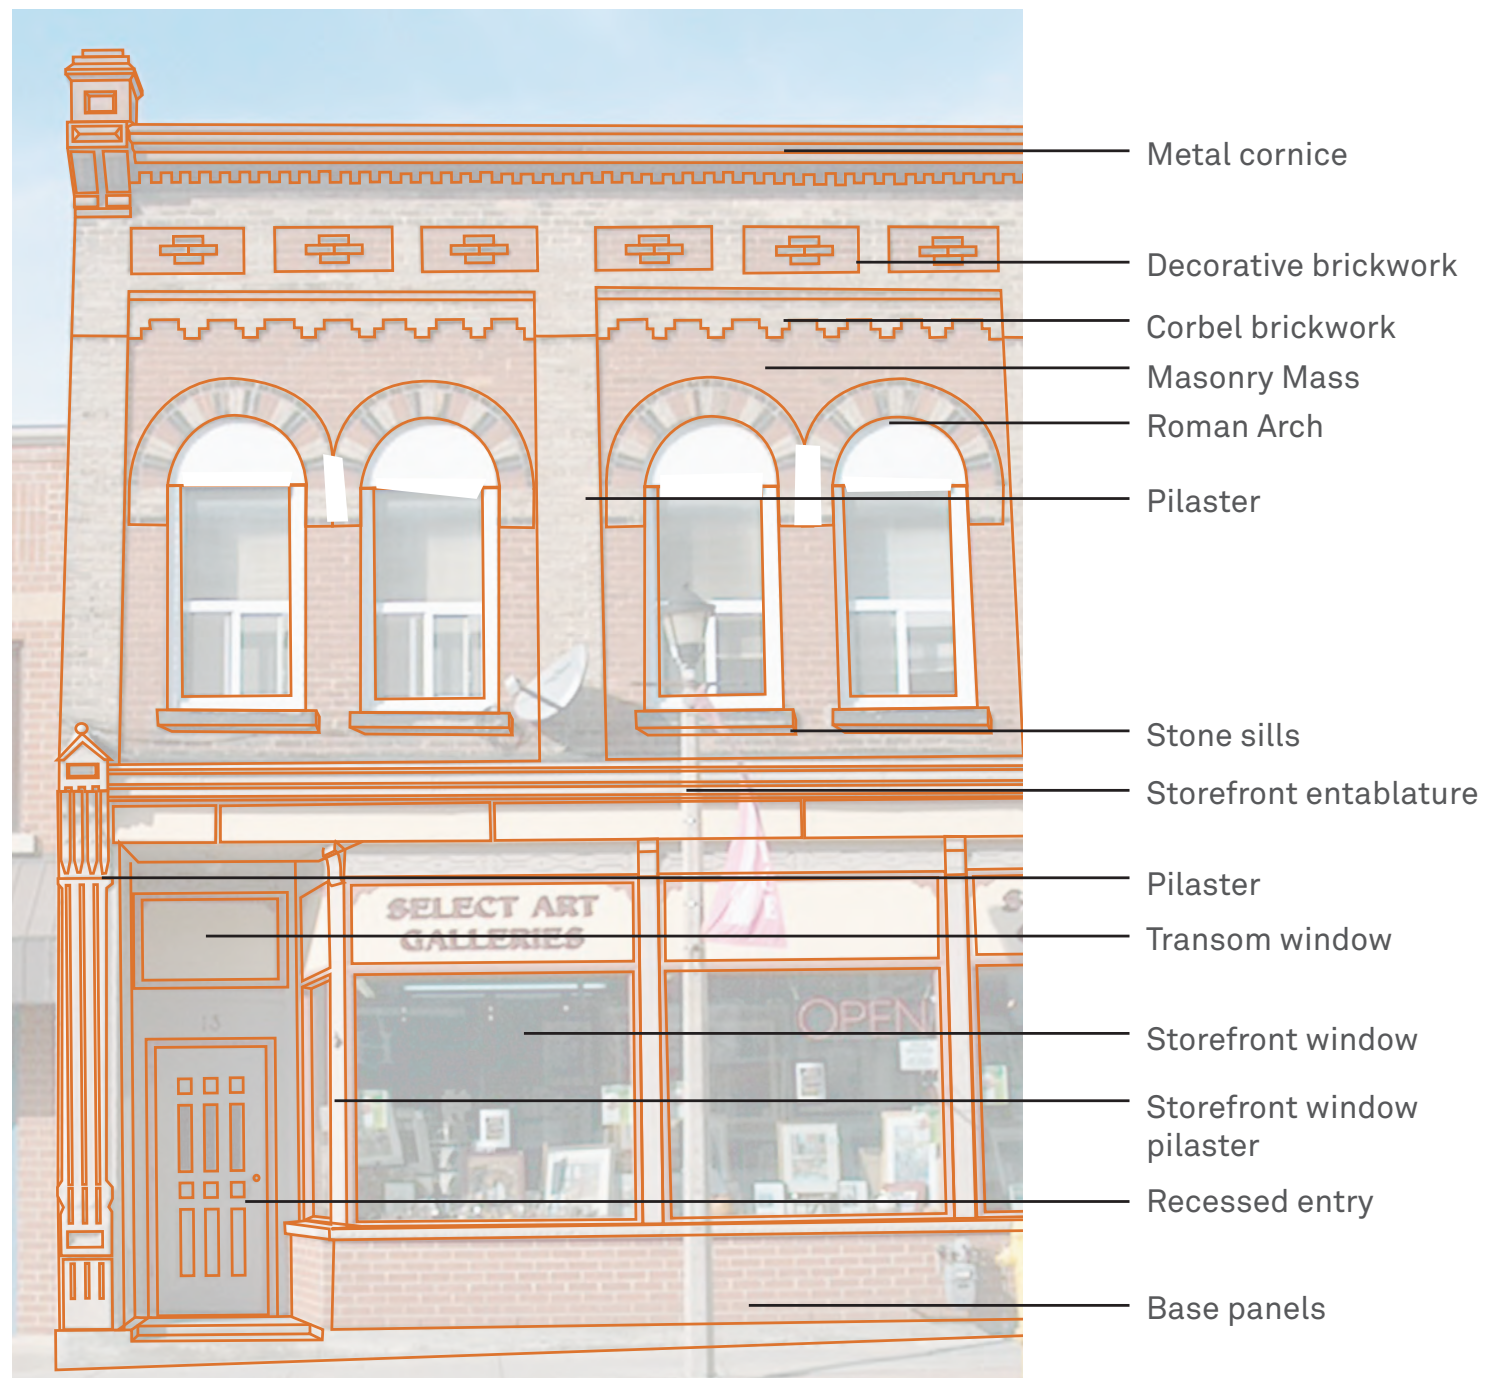 Metal cornice
Decorative brickwork
Corbel brickwork
Masonry Mass
Roman Arch
Pilaster
Stone sills
Storefront entablature
Pilaster
SELECT ART
GALLERIES
Transom window
13
OPEN
Storefront window
Storefront window
pilaster
Recessed entry
Base panels